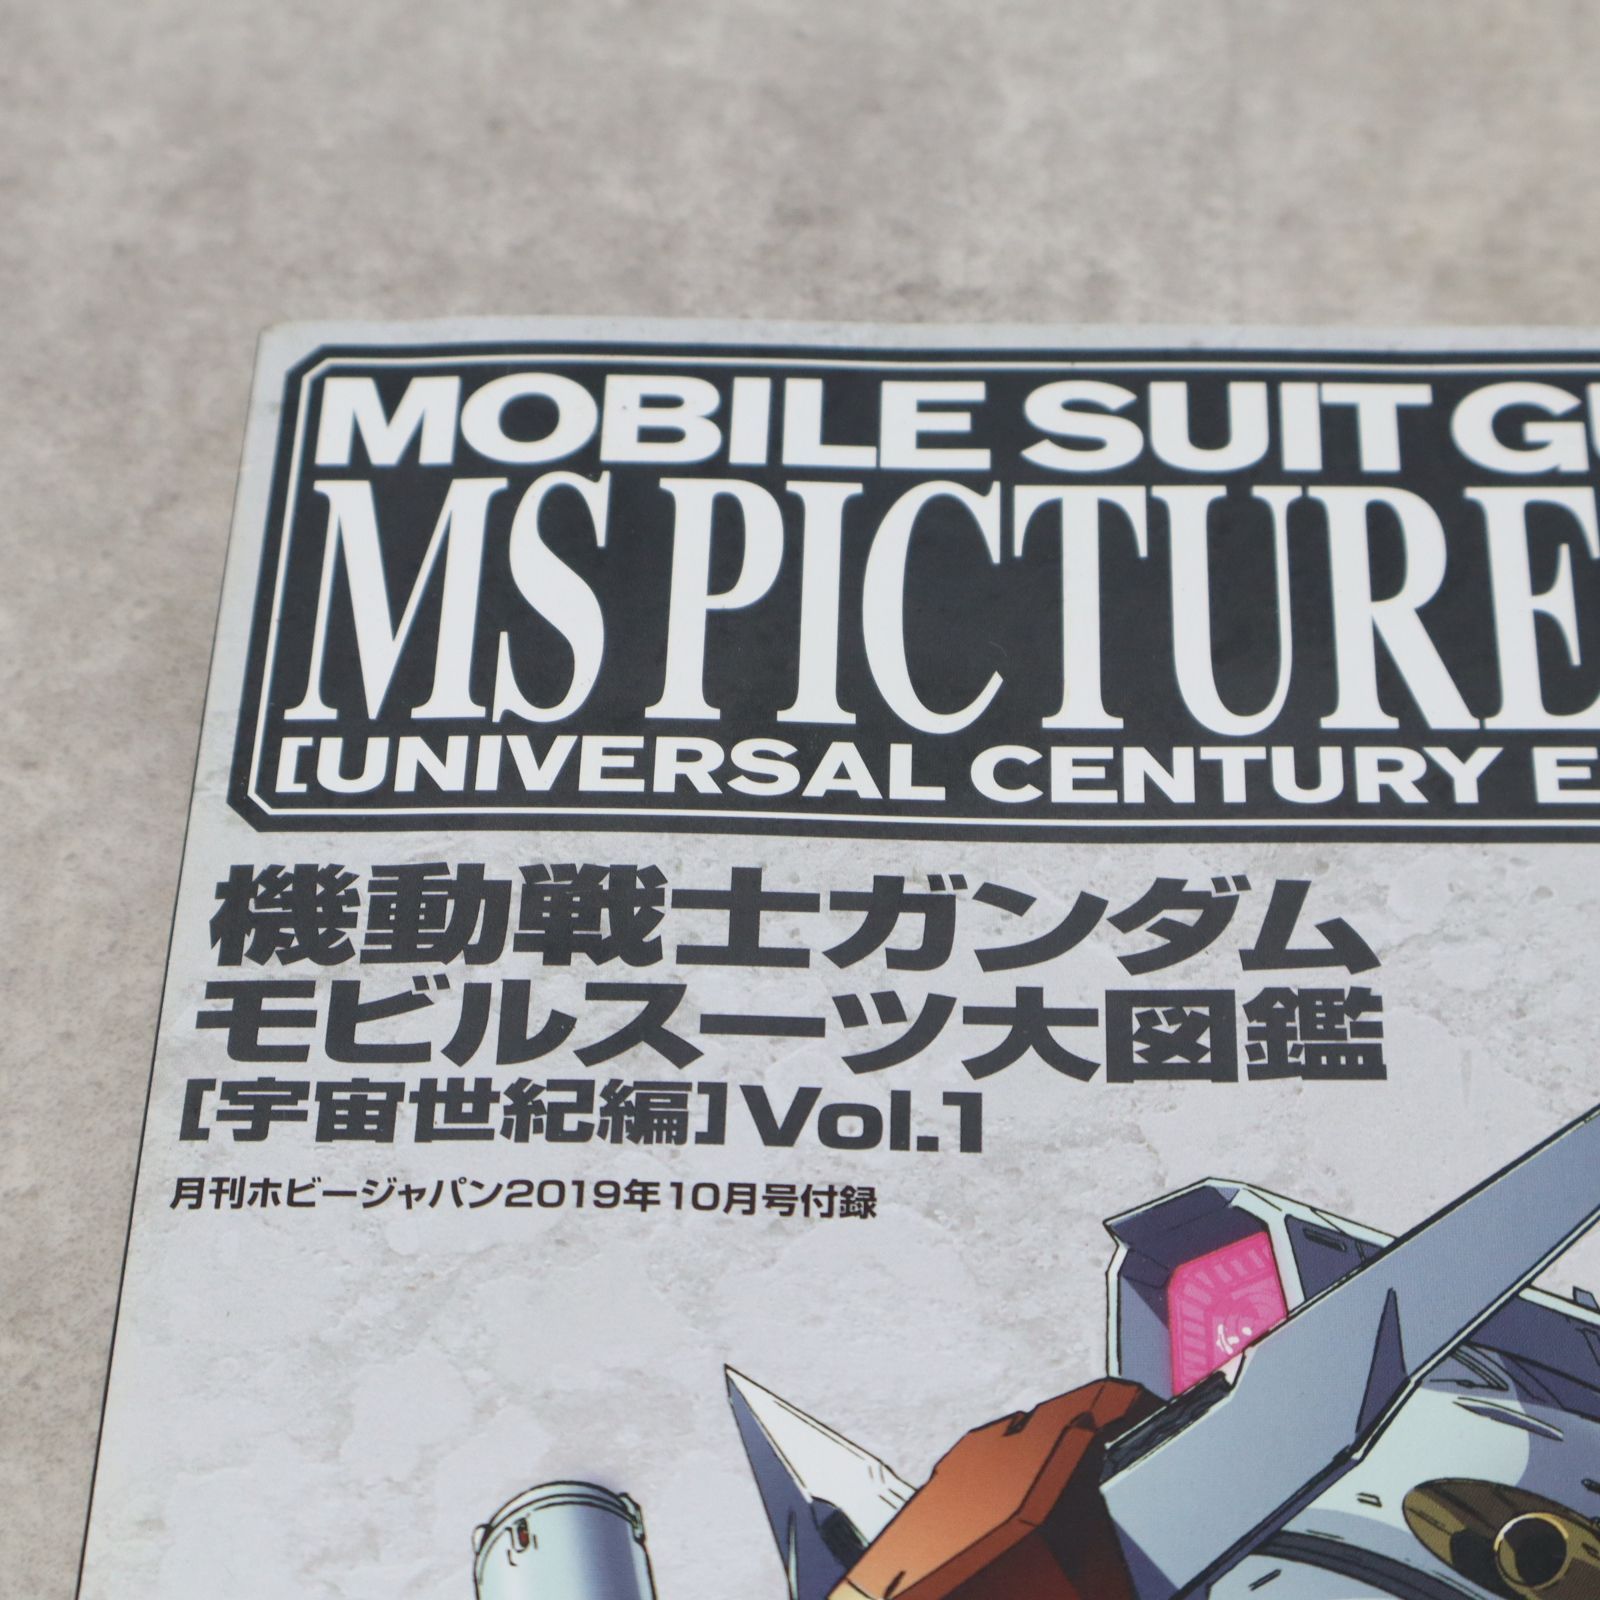 MOBILE SUIT GU
MS PICTURE
[UNIVERSAL CENTURY E
機動戦士ガンダム
モビルスーツ大図鑑
[宇宙世紀編]Vol.1
月刊ホビージャパン2019年10月号付録